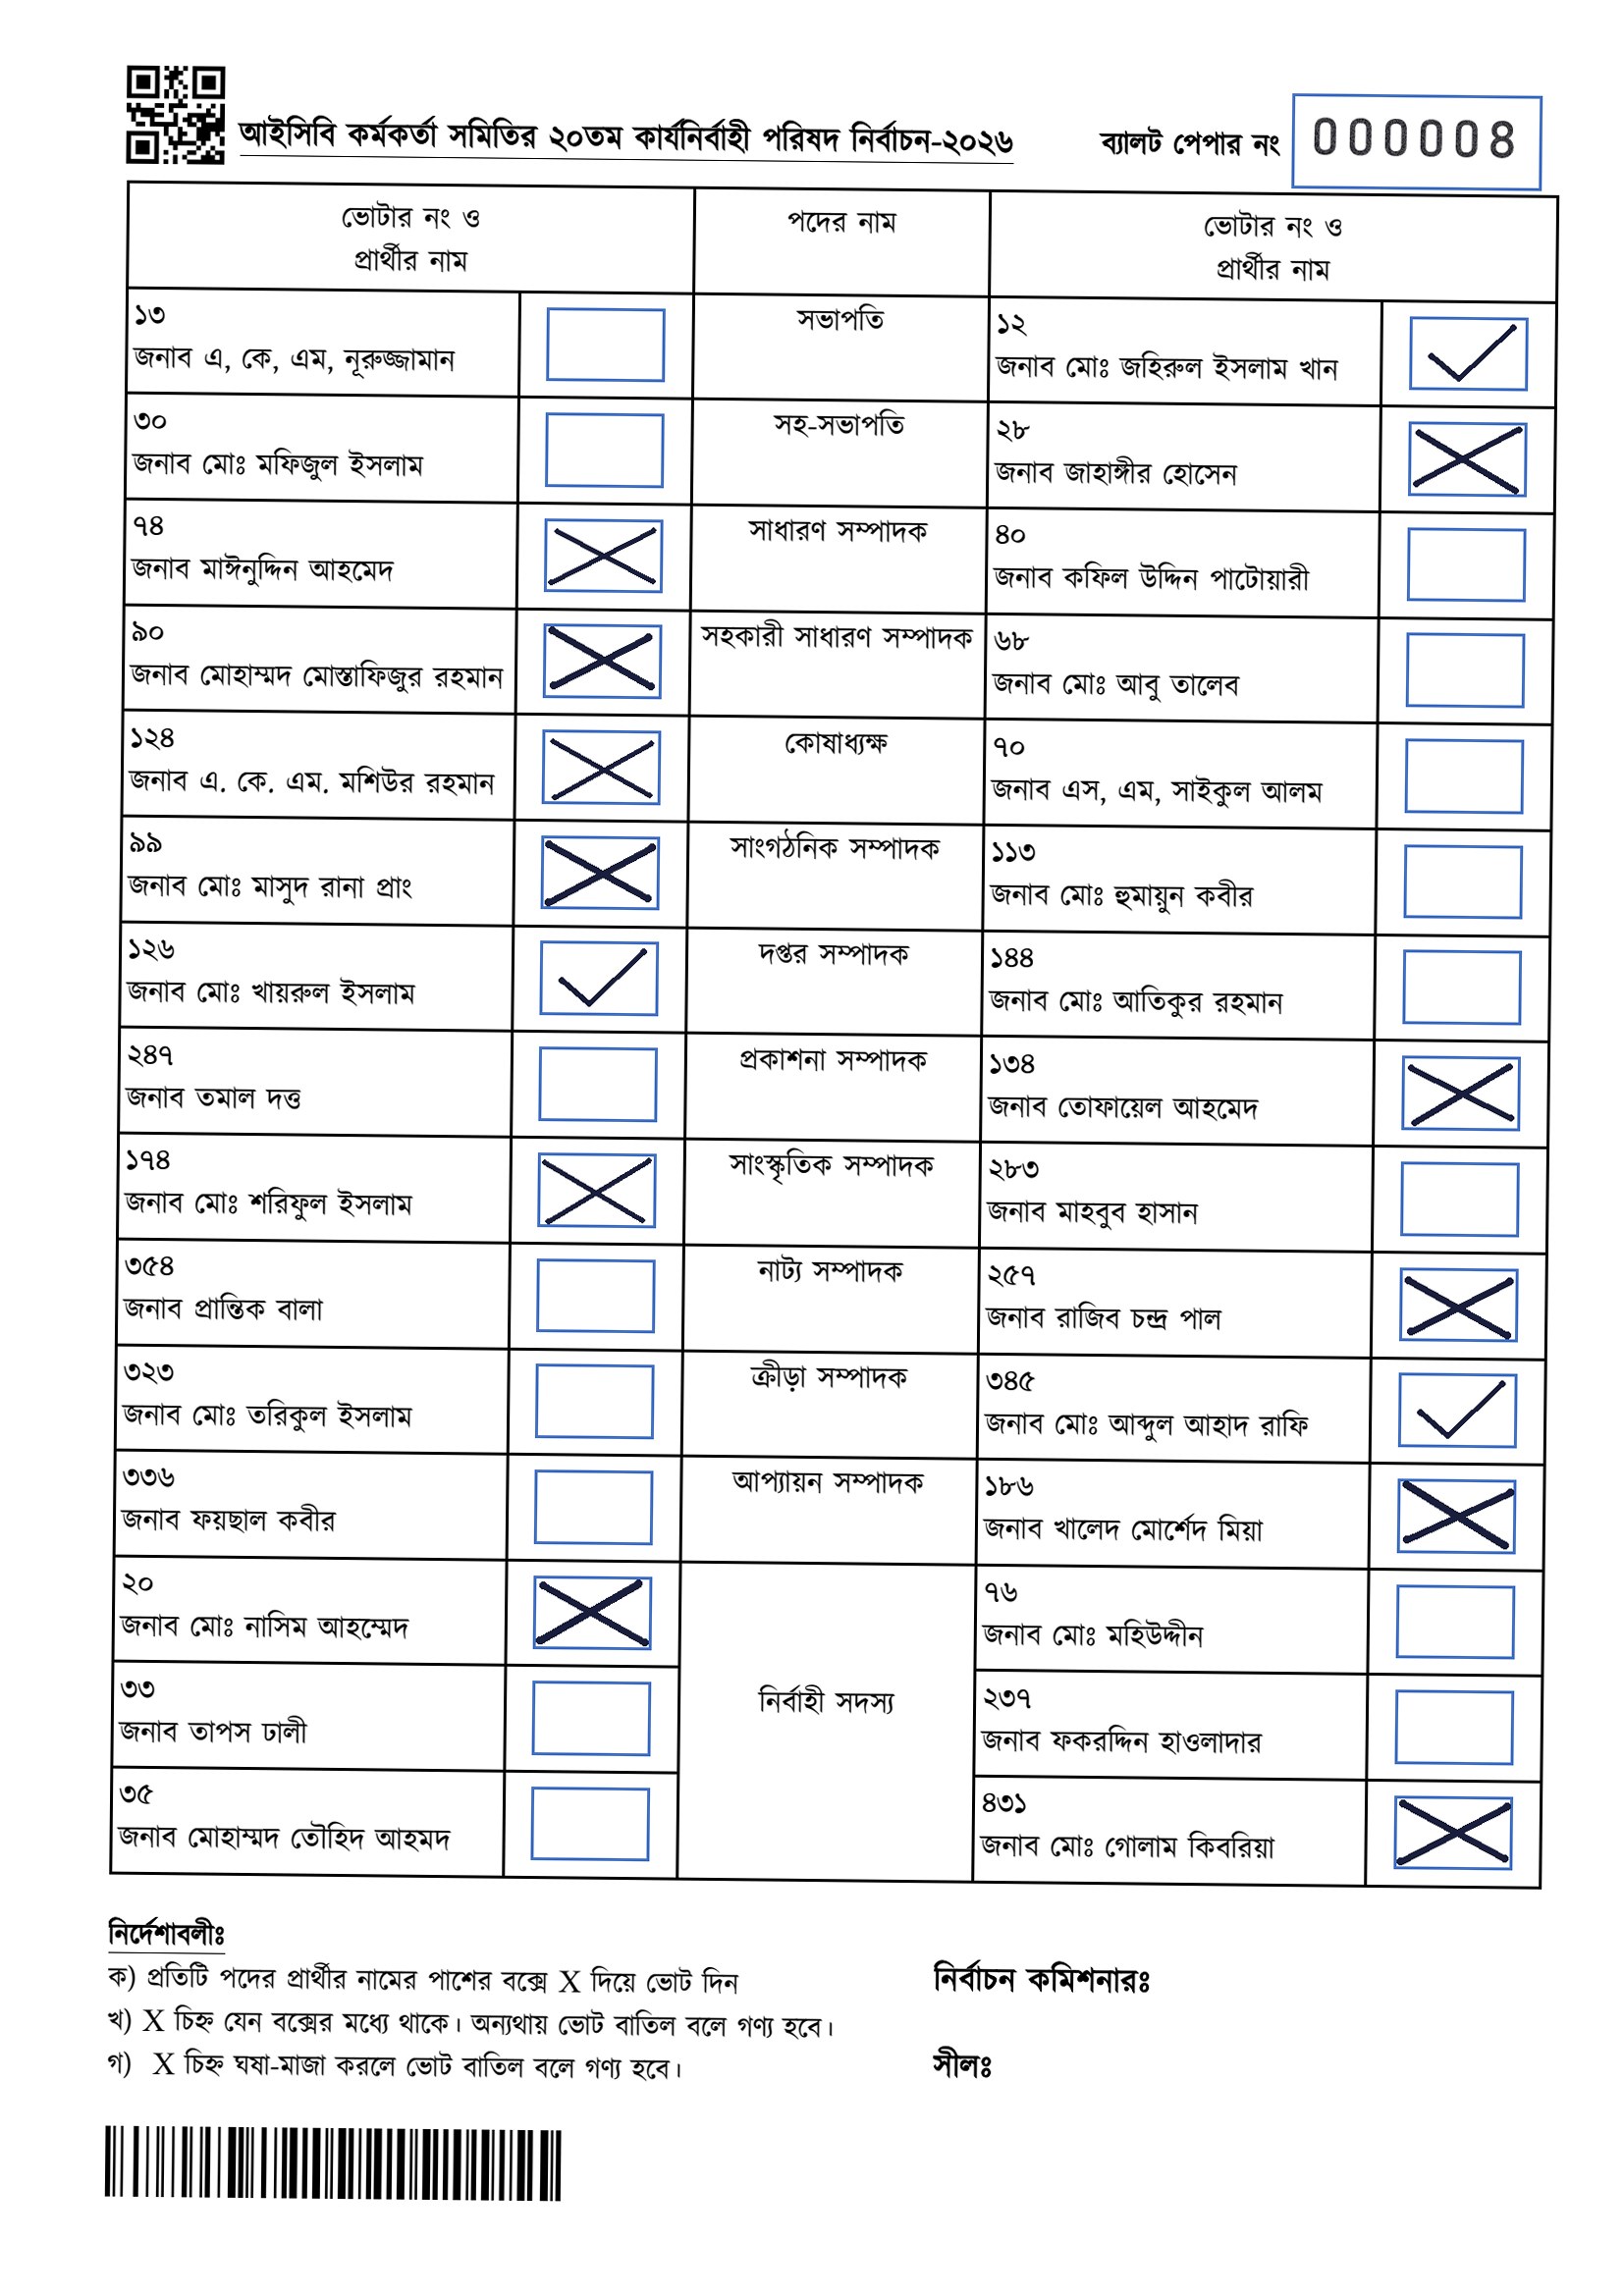 আইসিবি কর্মকর্তা সমিতির ২০তম কার্যনির্বাহী পরিষদ নির্বাচন-২০২৬
ব্যালট পেপার নং 000008
ভোটার নং ও
প্রার্থীর নাম
পদের নাম
ভোটার নং ও
প্রার্থীর নাম
১৩
জনাব এ, কে, এম, নূরুজ্জামান
সভাপতি
১২
জনাব মোঃ জহিরুল ইসলাম খান
৩০
জনাব মোঃ মফিজুল ইসলাম
সহ-সভাপতি
২৮
জনাব জাহাঙ্গীর হোসেন
৭৪
জনাব মাঈনুদ্দিন আহমেদ
সাধারণ সম্পাদক
৪০
জনাব কফিল উদ্দিন পাটোয়ারী
৯০
জনাব মোহাম্মদ মোস্তাফিজুর রহমান
সহকারী সাধারণ সম্পাদক
৬৮
জনাব মোঃ আবু তালেব
১২৪
জনাব এ. কে. এম. মশিউর রহমান
কোষাধ্যক্ষ
৭০
জনাব এস, এম, সাইকুল আলম
৯৯
জনাব মোঃ মাসুদ রানা প্রাং
সাংগঠনিক সম্পাদক
১১৩
জনাব মোঃ হুমায়ুন কবীর
১২৬
জনাব মোঃ খায়রুল ইসলাম
দপ্তর সম্পাদক
১৪৪
জনাব মোঃ আতিকুর রহমান
২৪৭
জনাব তমাল দত্ত
প্রকাশনা সম্পাদক
১৩৪
জনাব তোফায়েল আহমেদ
১৭৪
জনাব মোঃ শরিফুল ইসলাম
সাংস্কৃতিক সম্পাদক
২৮৩
জনাব মাহবুব হাসান
৩৫৪
জনাব প্রান্তিক বালা
নাট্য সম্পাদক
২৫৭
জনাব রাজিব চন্দ্র পাল
৩২৩
জনাব মোঃ তরিকুল ইসলাম
ক্রীড়া সম্পাদক
৩৪৫
জনাব মোঃ আব্দুল আহাদ রাফি
৩৩৬
জনাব ফয়ছাল কবীর
আপ্যায়ন সম্পাদক
১৮৬
জনাব খালেদ মোর্শেদ মিয়া
২০
জনাব মোঃ নাসিম আহম্মেদ
৭৬
জনাব মোঃ মহিউদ্দীন
৩৩
জনাব তাপস ঢালী
নির্বাহী সদস্য
২৩৭
জনাব ফকরদ্দিন হাওলাদার
৩৫
জনাব মোহাম্মদ তৌহিদ আহমদ
৪৩১
জনাব মোঃ গোলাম কিবরিয়া
নির্দেশাবলীঃ
ক) প্রতিটি পদের প্রার্থীর নামের পাশের বক্সে X দিয়ে ভোট দিন
নির্বাচন কমিশনারঃ
খ) X চিহ্ন যেন বক্সের মধ্যে থাকে। অন্যথায় ভোট বাতিল বলে গণ্য হবে।
গ) X চিহ্ন ঘষা-মাজা করলে ভোট বাতিল বলে গণ্য হবে।
সীলঃ